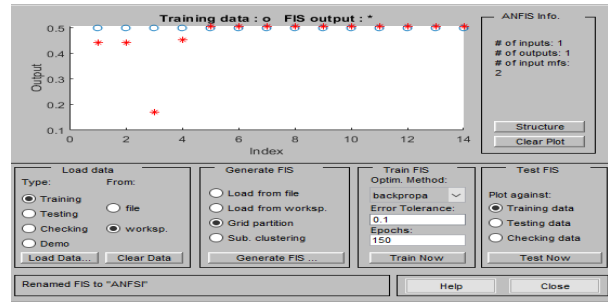 Training data : o   FIS output : *
0.5
0.4
0.3
0.2
0.1
Output
0 2 4 6 8 10 12 14
Index
ANFIS Info.
# of inputs: 1
# of outputs: 1
# of input mfs:
2
Structure
Clear Plot
Load data
Type: From:
Training
Testing
Checking
Demo
file
worksp.
Load Data... Clear Data
Generate FIS
Load from file
Load from worksp.
Grid partition
Sub. clustering
Generate FIS ...
Train FIS
Optim. Method:
backpropa
Error Tolerance:
0.1
Epochs:
150
Train Now
Test FIS
Plot against:
Training data
Testing data
Checking data
Test Now
Renamed FIS to "ANFSI"
Help Close